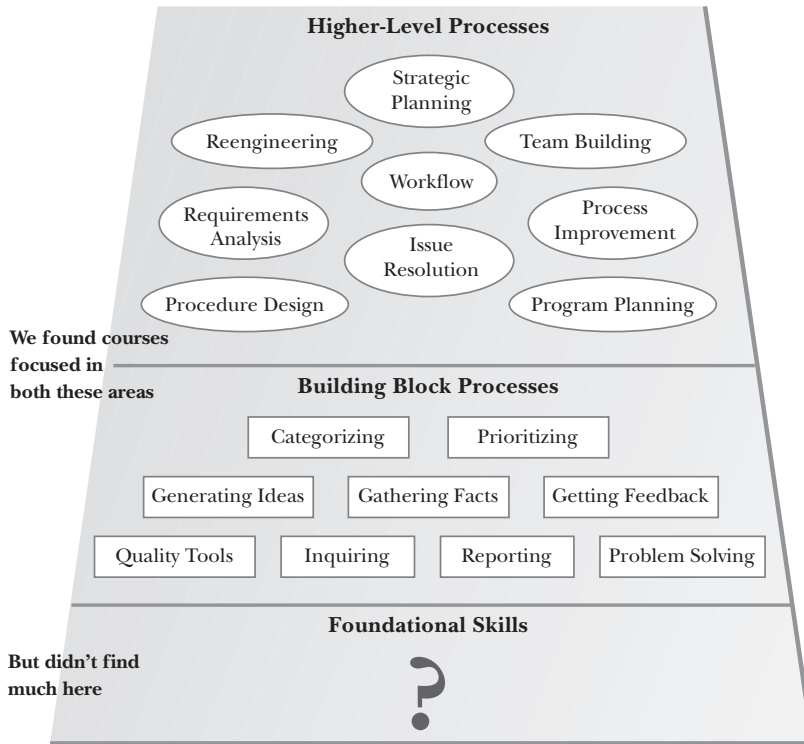 Higher-Level Processes
Strategic
Planning
Reengineering
Team Building
Workflow
Requirements
Analysis
Process
Improvement
Issue
Resolution
Procedure Design
Program Planning
We found courses
focused in
both these areas
Building Block Processes
Categorizing
Prioritizing
Generating Ideas
Gathering Facts
Getting Feedback
Quality Tools
Inquiring
Reporting
Problem Solving
Foundational Skills
But didn't find
much here
?